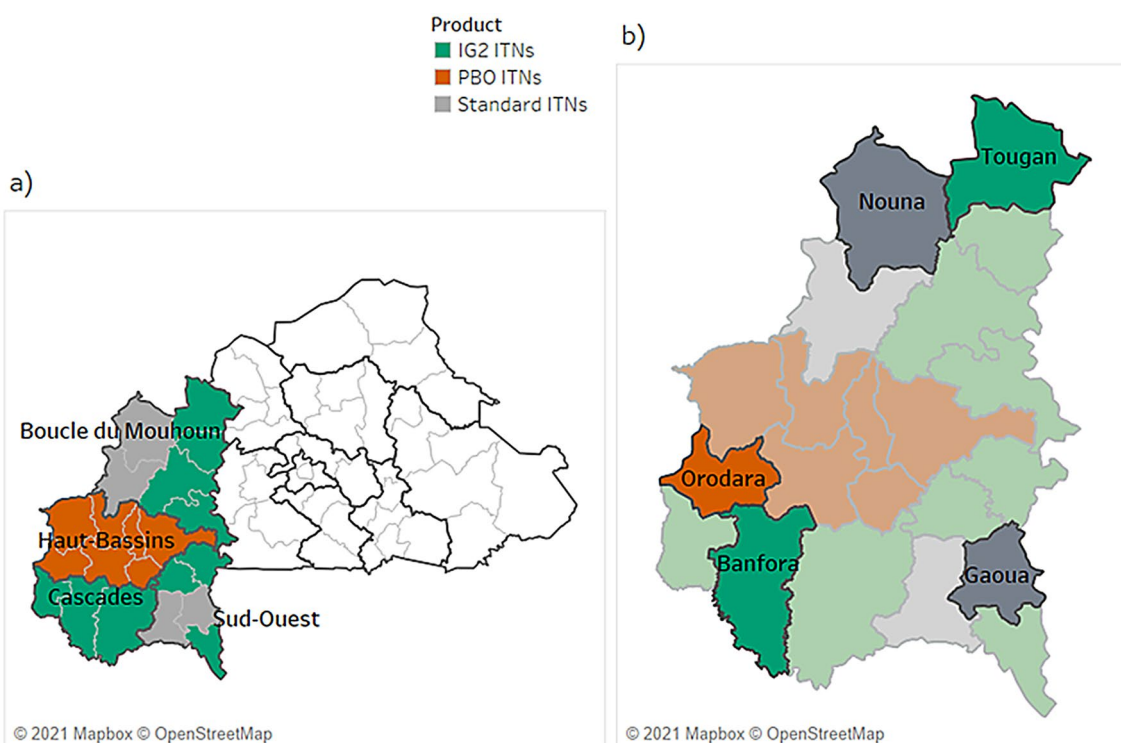 Product
IG2 ITNs
PBO ITNs
Standard ITNs
a)
Boucle du Mouhoun
Haut-Bassins
Cascades
Sud-Ouest
© 2021 Mapbox © OpenStreetMap
b)
Tougan
Nouna
Orodara
Banfora
Gaoua
© 2021 Mapbox © OpenStreetMap